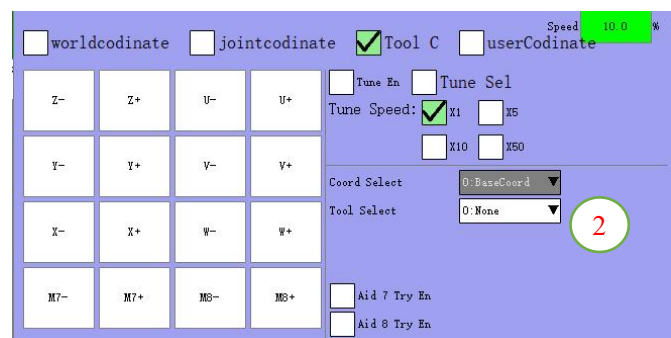 Speed 10.0 %
worldcodinate jointcodinate Tool C userCodinate
Z- Z+ U- U+
Tune En Tune Sel
Tune Speed: X1 X5
X10 X50
Y- Y+ V- V+
Coord Select 0:BaseCoord
Tool Select 0:None
2
X- X+ W- W+
M7- M7+ M8- M8+
Aid 7 Try En
Aid 8 Try En